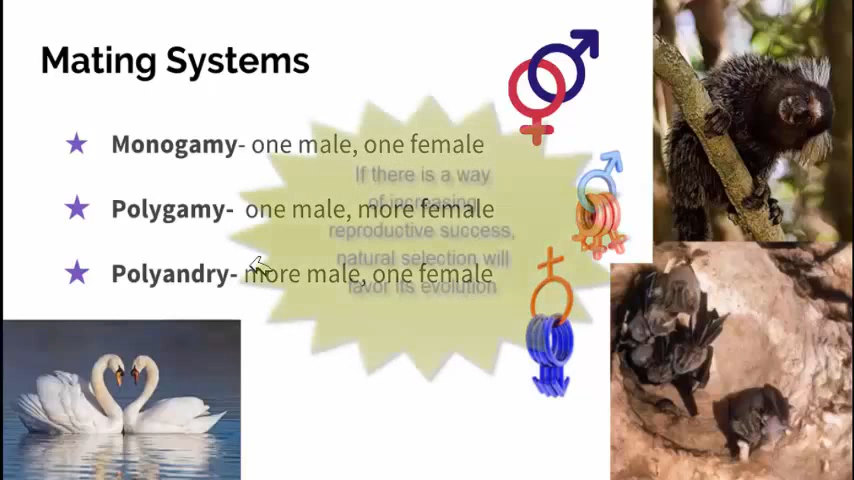 Mating Systems
Monogamy- one male, one female
If there is a way
of increasing
Polygamy- one male, more female
reproductive success,
natural selection will
Polyandry- more male, one female
favor its evolution